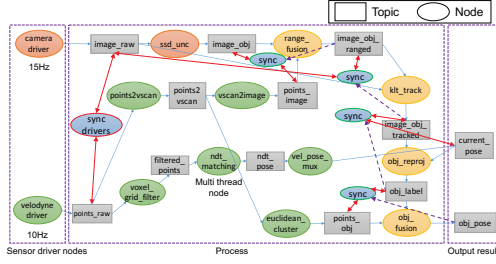 Topic
Node
camera
driver
image_raw
ssd_unc
image_obj
range_
fusion
image_obj_
ranged
15Hz
sync
sync
klt_track
points2vscan
points2
vscan
vscan2image
points_
image
sync
drivers
sync
image_obj_
tracked
current_
pose
filtered_
points
ndt_
matching
ndt_
pose
vel_pose_
mux
obj_reproj
Multi thread
node
voxel_
grid_filter
sync
obj_label
velodyne
driver
points_raw
euclidean_
cluster
points_
obj
obj_
fusion
obj_pose
10Hz
Sensor driver nodes
Process
Output result